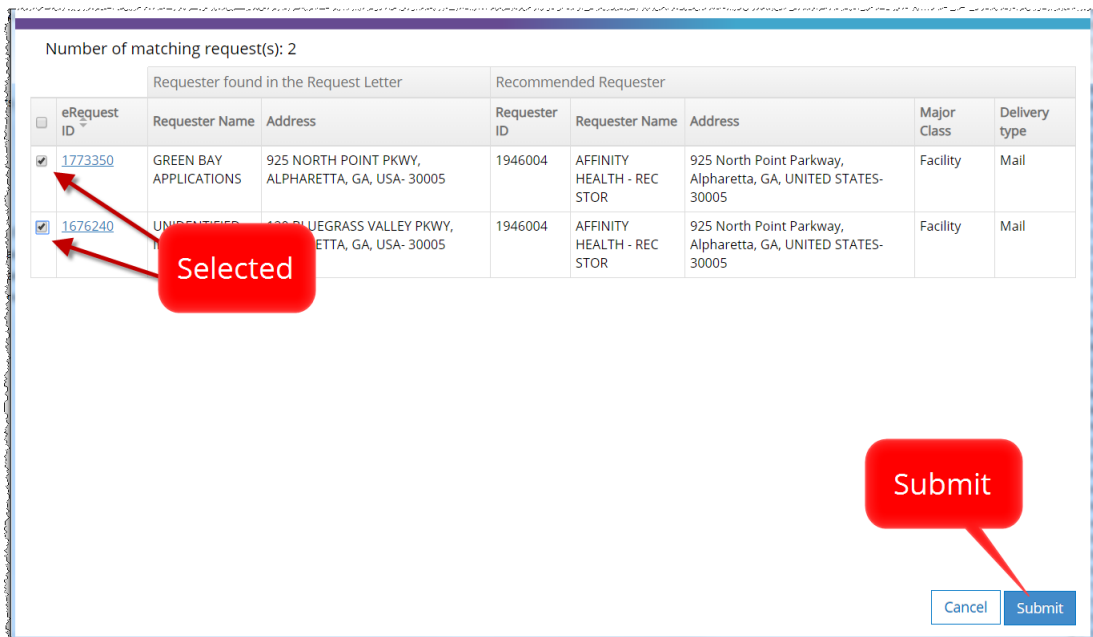 Number of matching request(s): 2
Requester found in the Request Letter Recommended Requester
eRequest ID Requester Name Address Requester ID Requester Name Address Major Class Delivery type
1773350 GREEN BAY APPLICATIONS 925 NORTH POINT PKWY, ALPHARETTA, GA, USA- 30005 1946004 AFFINITY HEALTH - REC STOR 925 North Point Parkway, Alpharetta, GA, UNITED STATES- 30005 Facility Mail
1676240 VALLEY PKWY, GA, USA- 30005 1946004 AFFINITY HEALTH - REC STOR 925 North Point Parkway, Alpharetta, GA, UNITED STATES- 30005 Facility Mail
Selected
Submit
Cancel Submit